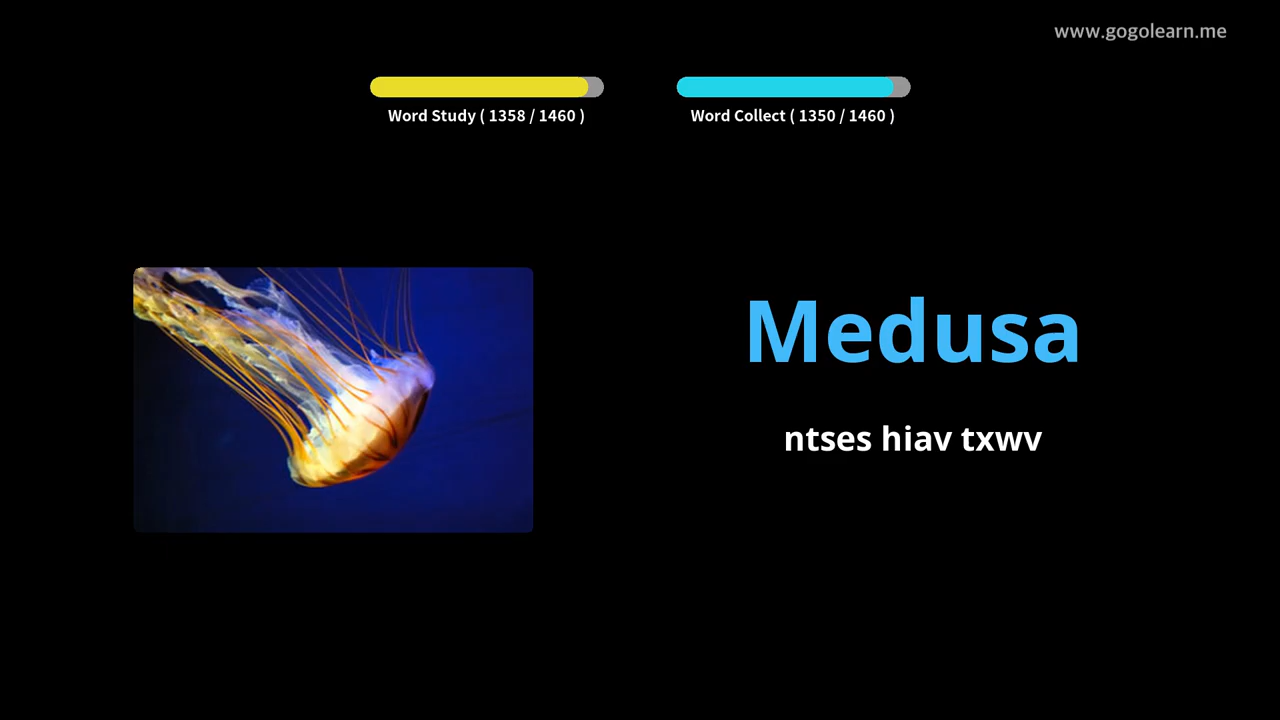 www.gogolearn.me
Word Study ( 1358 / 1460 )
Word Collect ( 1350 / 1460 )
Medusa
ntses hiav txwv